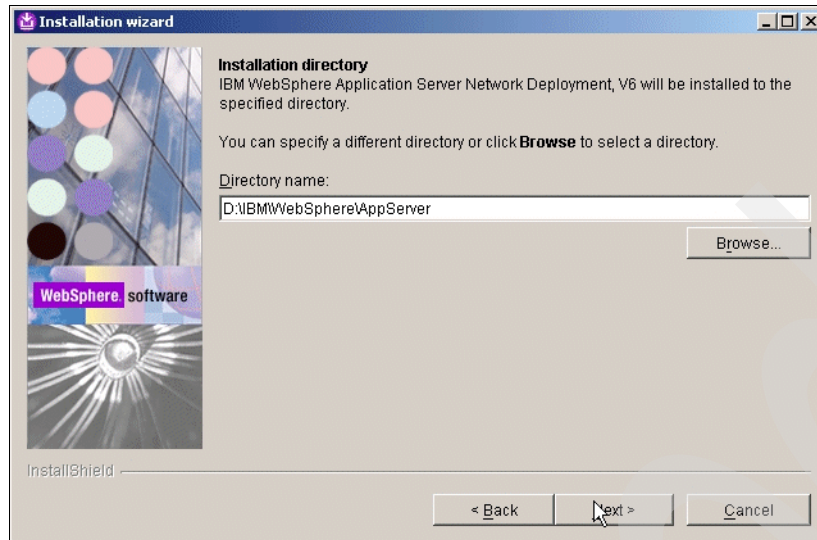 Installation wizard
Installation directory
IBM WebSphere Application Server Network Deployment, V6 will be installed to the
specified directory.
You can specify a different directory or click Browse to select a directory.
Directory name:
D:\IBM\WebSphere\AppServer
Browse...
WebSphere. software
InstallShield
< Back
Next >
Cancel